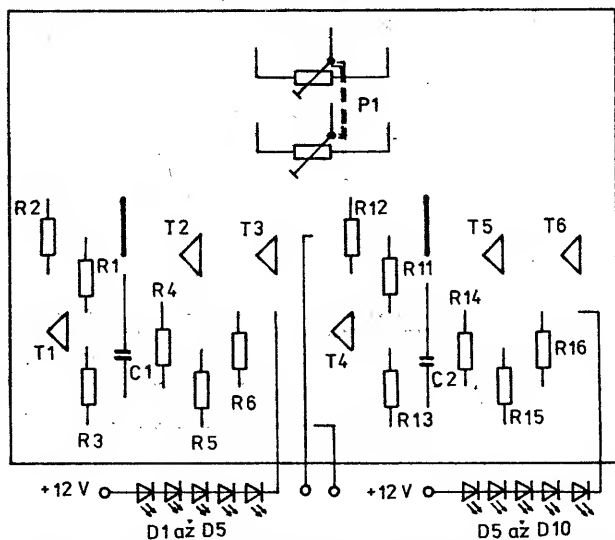 P1
R2
T2
T3
R12
T5
T6
R1
R11
R4
R14
T1
C1
T4
C2
R16
R6
R3
R5
R13
R15
+12 V
+12 V
D1 až D5
D5 až D10